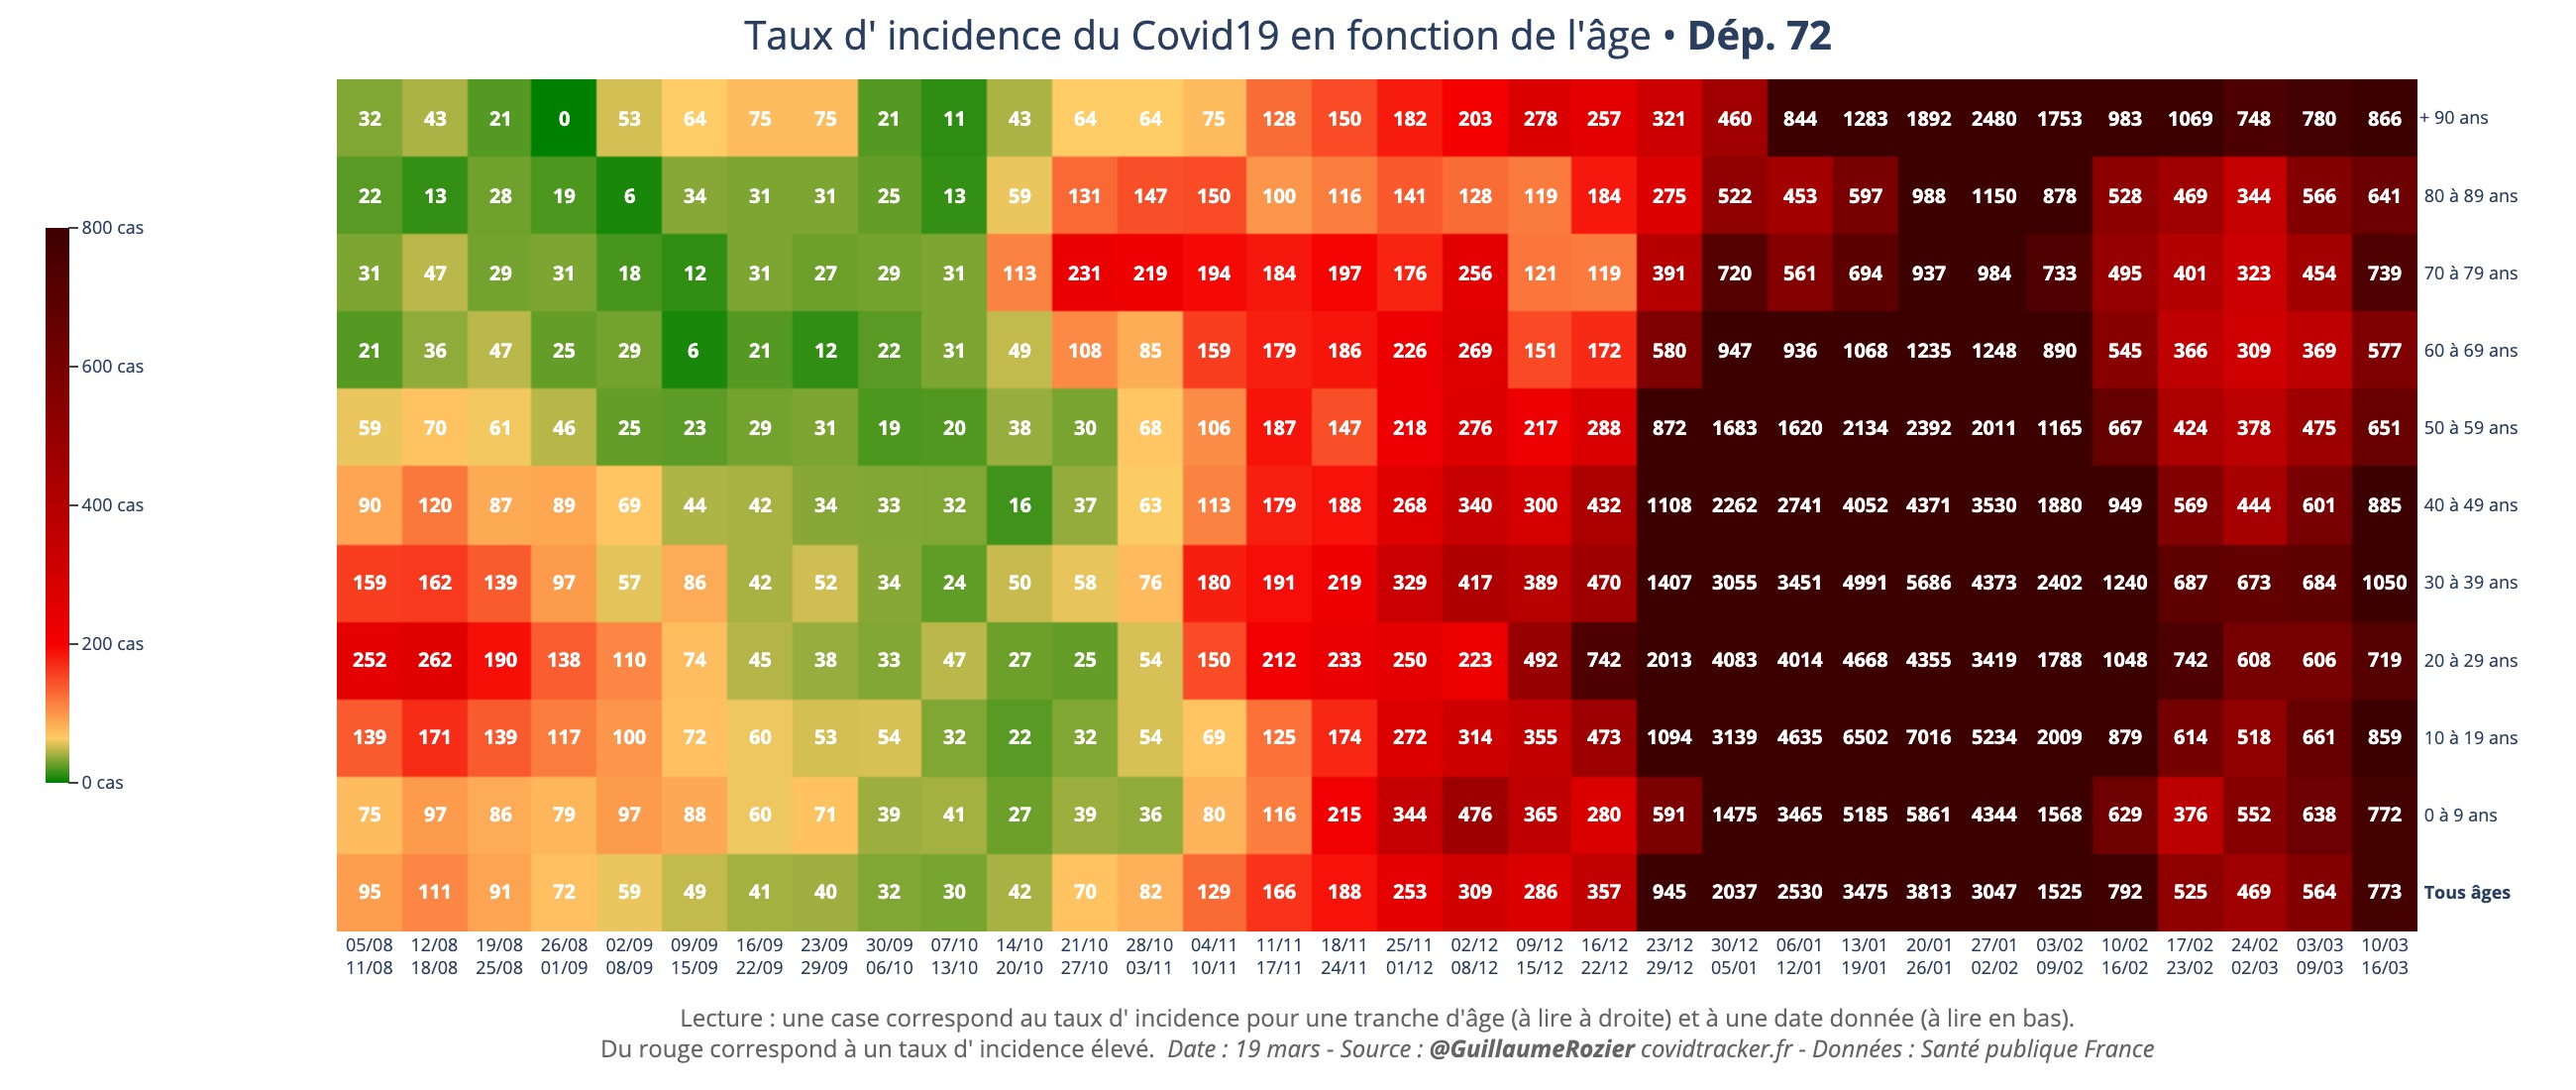 Taux d' incidence du Covid19 en fonction de l'âge • Dép. 72
32 43 21 0 53 64 75 75 21 11 43 64 64 75 128 150 182 203 278 257 321 460 844 1283 1892 2480 1753 983 1069 748 780 866 + 90 ans
22 13 28 19 6 34 31 31 25 13 59 131 147 150 100 116 141 128 119 184 275 522 453 597 988 1150 878 528 469 344 566 641 80 à 89 ans
800 cas
31 47 29 31 18 12 31 27 29 31 113 231 219 194 184 197 176 256 121 119 391 720 561 694 937 984 733 495 401 323 454 739 70 à 79 ans
21 36 47 25 29 6 21 12 22 31 49 108 85 159 179 186 226 269 151 172 580 947 936 1068 1235 1248 890 545 366 309 369 577 60 à 69 ans
600 cas
59 70 61 46 25 23 29 31 19 20 38 30 68 106 187 147 218 276 217 288 872 1683 1620 2134 2392 2011 1165 667 424 378 475 651 50 à 59 ans
400 cas
90 120 87 89 69 44 42 34 33 32 16 37 63 113 179 188 268 340 300 432 1108 2262 2741 4052 4371 3530 1880 949 569 444 601 885 40 à 49 ans
159 162 139 97 57 86 42 52 34 24 50 58 76 180 191 219 329 417 389 470 1407 3055 3451 4991 5686 4373 2402 1240 687 673 684 1050 30 à 39 ans
200 cas
252 262 190 138 110 74 45 38 33 47 27 25 54 150 212 233 250 223 492 742 2013 4083 4014 4668 4355 3419 1788 1048 742 608 606 719 20 à 29 ans
139 171 139 117 100 72 60 53 54 32 22 32 54 69 125 174 272 314 355 473 1094 3139 4635 6502 7016 5234 2009 879 614 518 661 859 10 à 19 ans
0 cas
75 97 86 79 97 88 60 71 39 41 27 39 36 80 116 215 344 476 365 280 591 1475 3465 5185 5861 4344 1568 629 376 552 638 772 0 à 9 ans
95 111 91 72 59 49 41 40 32 30 42 70 82 129 166 188 253 309 286 357 945 2037 2530 3475 3813 3047 1525 792 525 469 564 773 Tous âges
05/08 12/08 19/08 26/08 02/09 09/09 16/09 23/09 30/09 07/10 14/10 21/10 28/10 04/11 11/11 18/11 25/11 02/12 09/12 16/12 23/12 30/12 06/01 13/01 20/01 27/01 03/02 10/02 17/02 24/02 03/03 10/03
11/08 18/08 25/08 01/09 08/09 15/09 22/09 29/09 06/10 13/10 20/10 27/10 03/11 10/11 17/11 24/11 01/12 08/12 15/12 22/12 29/12 05/01 12/01 19/01 26/01 02/02 09/02 16/02 23/02 02/03 09/03 16/03
Lecture : une case correspond au taux d' incidence pour une tranche d'âge (à lire à droite) et à une date donnée (à lire en bas).
Du rouge correspond à un taux d' incidence élevé. Date : 19 mars - Source : @GuillaumeRozier covidtracker.fr - Données : Santé publique France